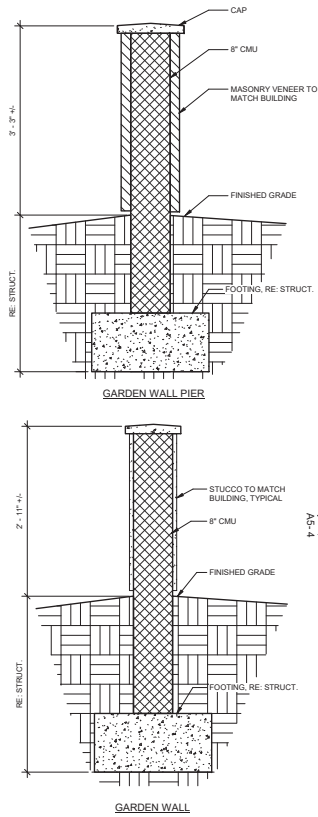 CAP
8" CMU
MASONRY VENEER TO
MATCH BUILDING
3' - 3" +/-
FINISHED GRADE
RE: STRUCT.
FOOTING, RE: STRUCT.
GARDEN WALL PIER
STUCCO TO MATCH
BUILDING, TYPICAL
2' - 11" +/-
8" CMU
A5-4
FINISHED GRADE
RE: STRUCT.
FOOTING, RE: STRUCT.
GARDEN WALL